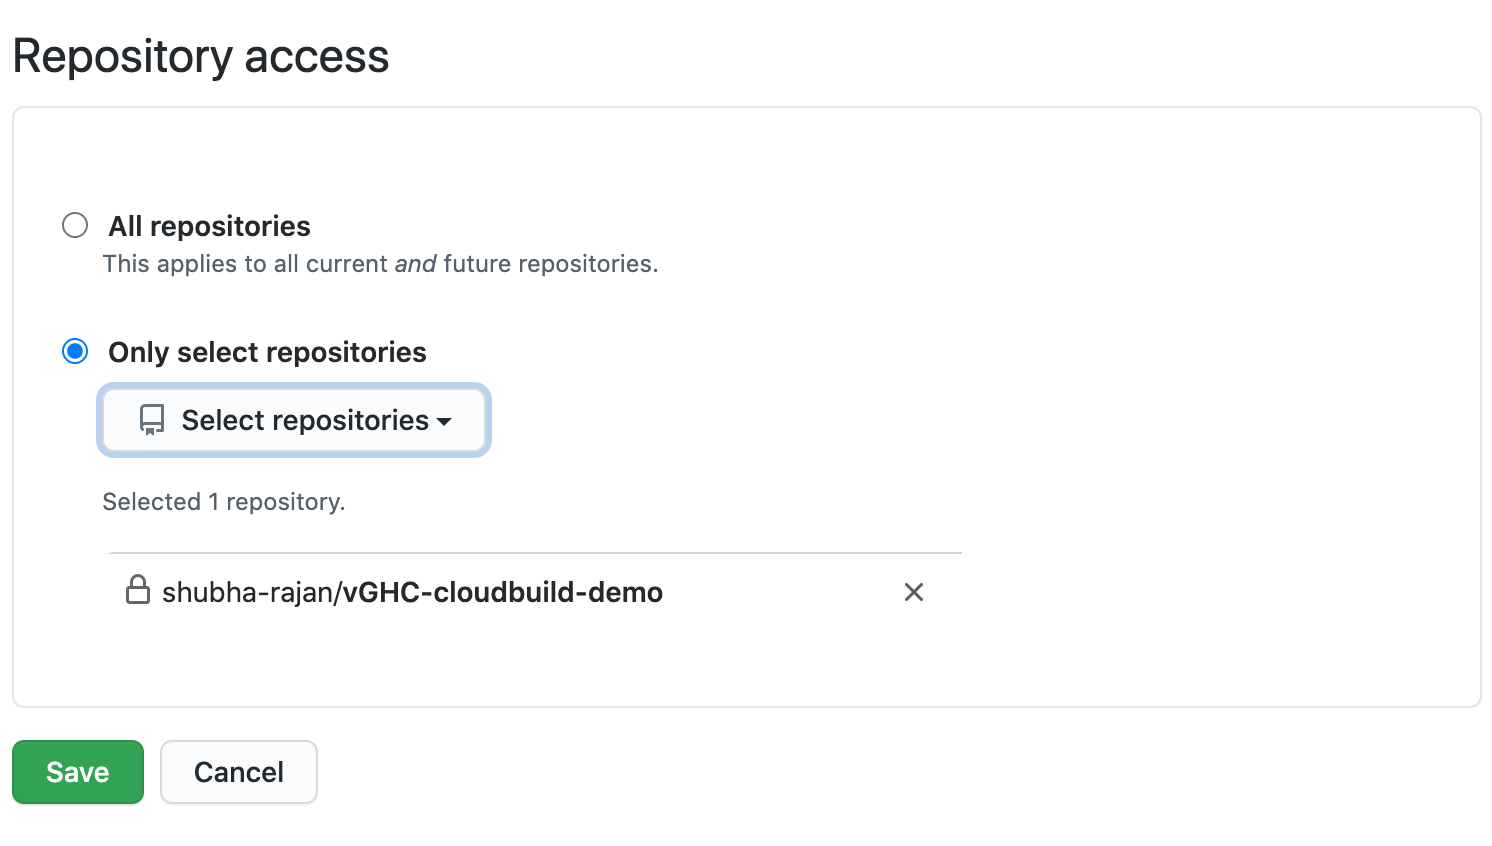 Repository access
All repositories
This applies to all current and future repositories.
Only select repositories
Select repositories
Selected 1 repository.
shubha-rajan/vGHC-cloudbuild-demo
Save
Cancel